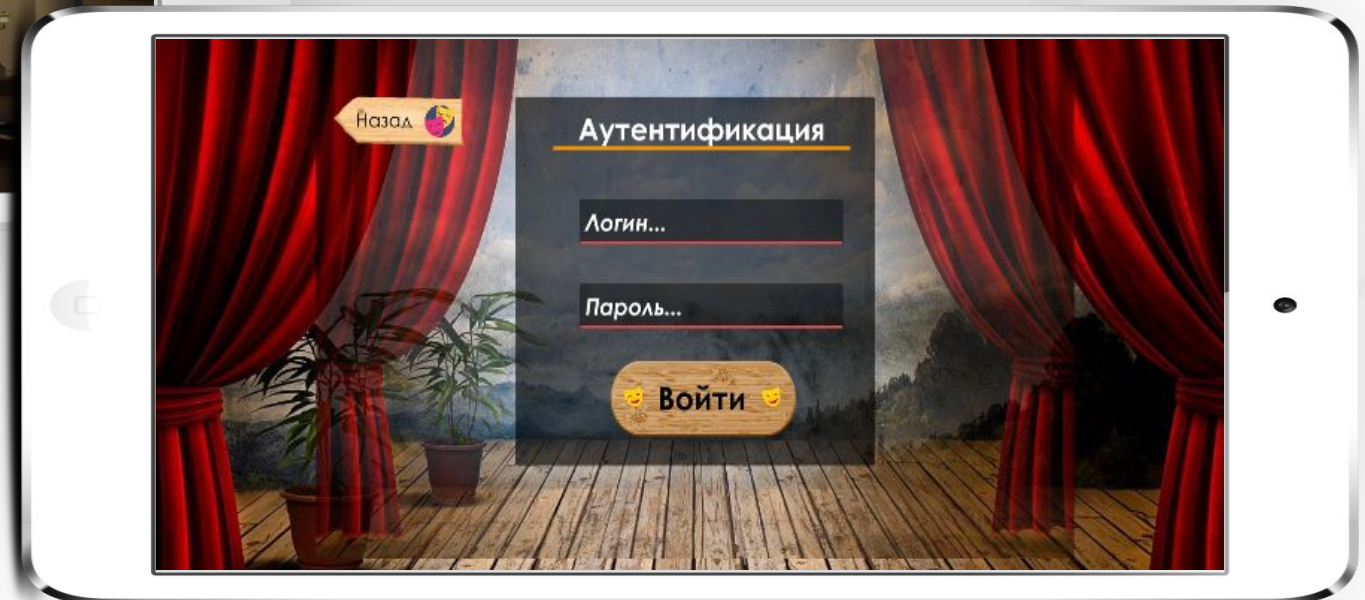 Назад
Аутентификация
Логин...
Пароль...
Войти